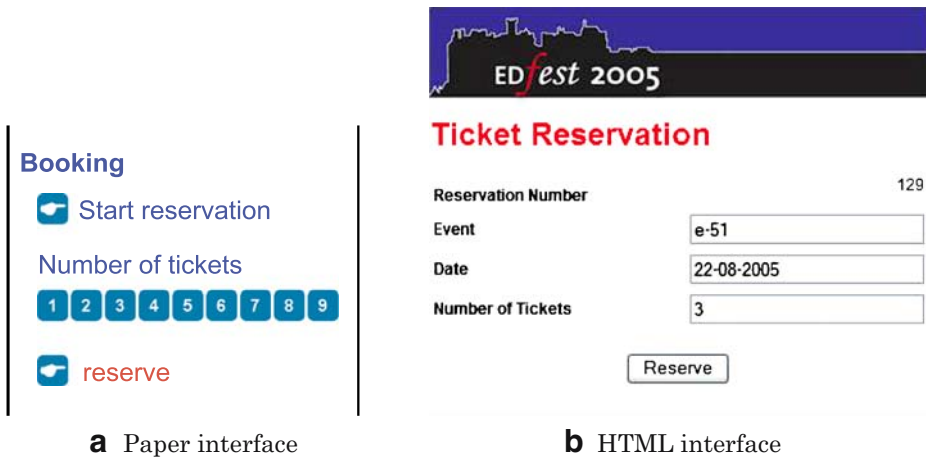 Booking
Start reservation
Number of tickets
1 2 3 4 5 6 7 8 9
reserve
a Paper interface
EDfest 2005
Ticket Reservation
Reservation Number 129
Event e-51
Date 22-08-2005
Number of Tickets 3
Reserve
b HTML interface